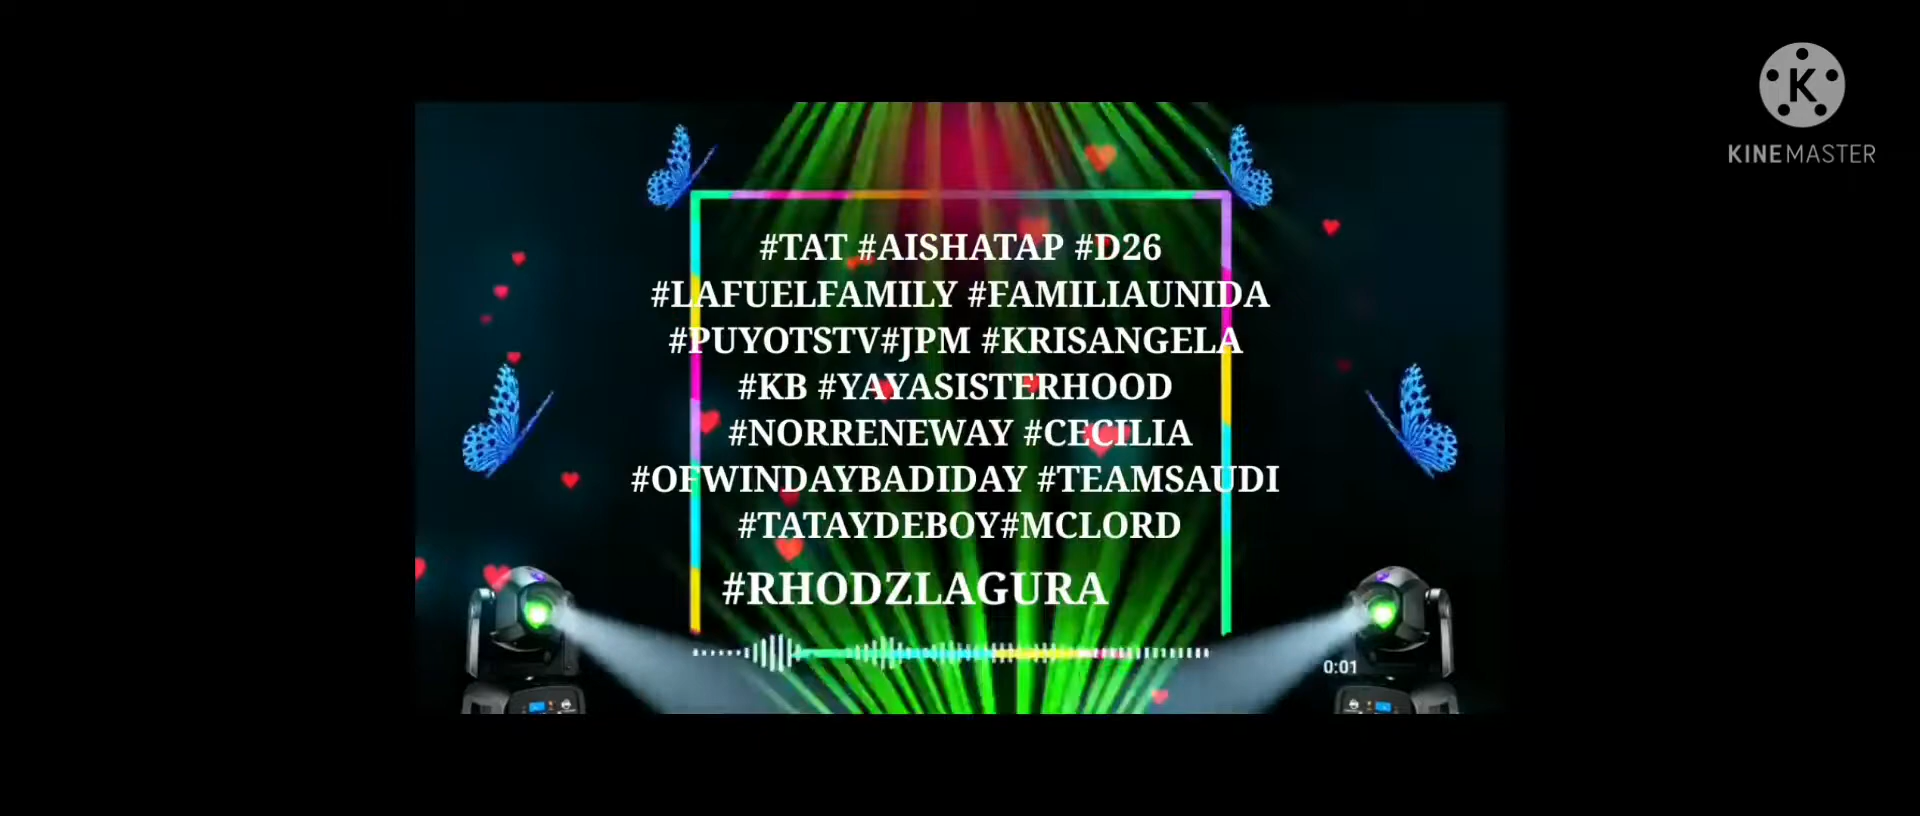 KINEMASTER
#TAT #AISHATAP #D26
#LAFUELFAMILY #FAMILIAUNIDA
#PUYOTSTV#JPM #KRISANGELA
#KB #YAYASISTERHOOD
#NORRENEWAY #CECILIA
#OFWINDAYBADIDAY #TEAMSAUDI
#TATAYDEBOY#MCLORD
#RHODZLAGURA
0:01